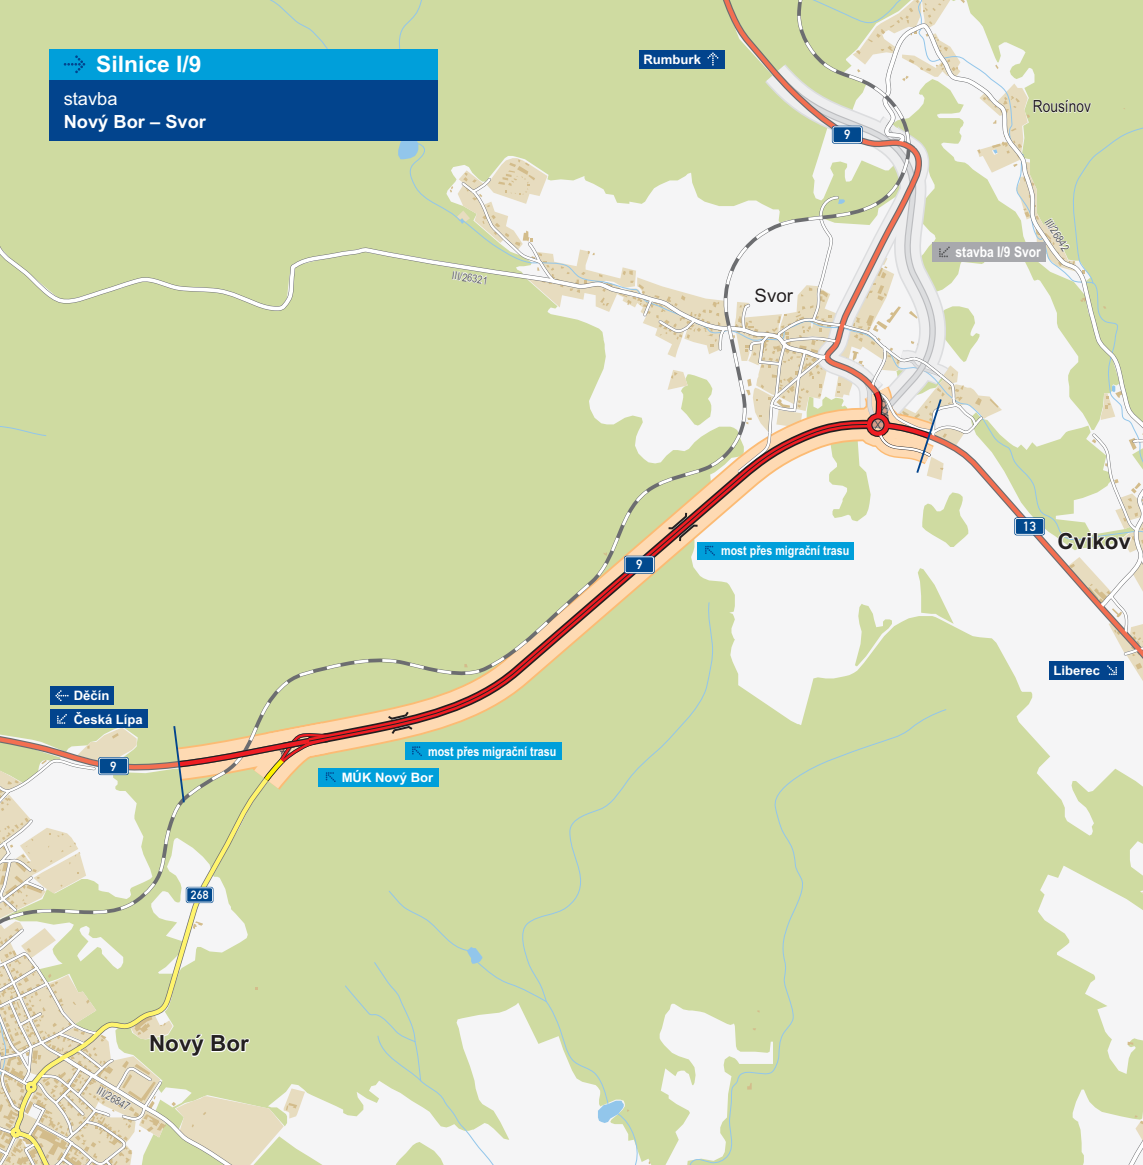 Silnice I/9
stavba
Nový Bor – Svor
Rumburk
Rousínov
9
III/26842
stavba I/9 Svor
III/26321
Svor
13
Cvikov
most přes migrační trasu
9
Liberec
Děčín
Česká Lípa
most přes migrační trasu
9
MÚK Nový Bor
268
Nový Bor
III/26847